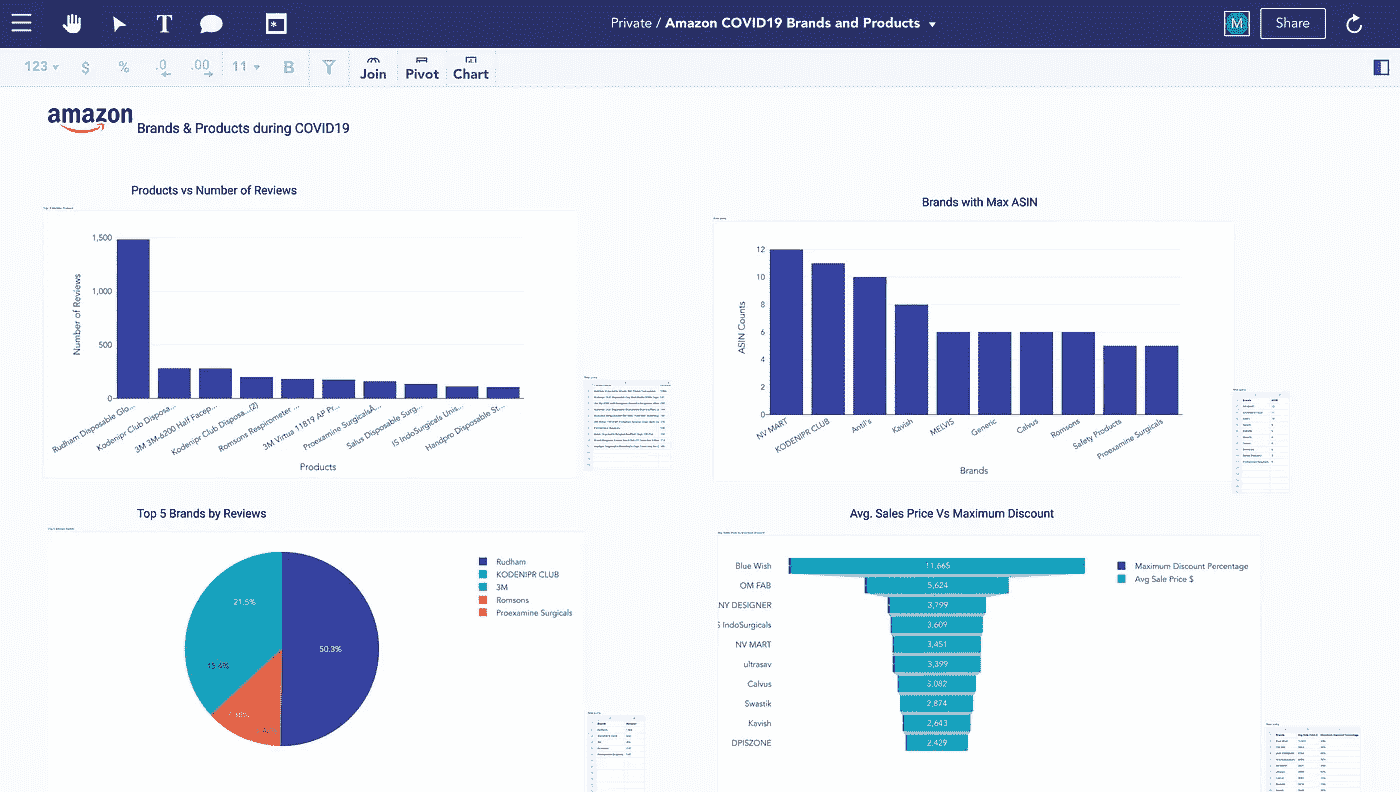 Private / Amazon COVID19 Brands and Products
M
Share
123
$
%
.0
.00
11
B
Join
Pivot
Chart
amazon
Brands & Products during COVID19
Products vs Number of Reviews
1,500
1,000
500
0
Number of Reviews
Rudham Disposable Glo...
Kodenipr Club Disposa...
3M 3M-6200 Half Facep...
Kodenipr Club Disposa...(2)
Romsons Respirometer ...
3M Virtua 11819 AP Pr...
Proexamine SurgicalsÂ...
Salus Disposable Surg...
IS IndoSurgicals Unis...
Handpro Disposable St...
Products
Brands with Max ASIN
12
10
8
6
4
2
0
ASIN Counts
NV MART
KODENIPR CLUB
Antil's
Kavish
MELVIS
Generic
Calvus
Romsons
Safety Products
Proexamine Surgicals
Brands
Top 5 Brands by Reviews
21.5%
50.3%
Rudham
KODENIPR CLUB
3M
Romsons
Proexamine Surgicals
Avg. Sales Price Vs Maximum Discount
Blue Wish
11,665
OM FAB
5,624
NY DESIGNER
3,799
S IndoSurgicals
3,609
NV MART
3,451
ultrasav
3,399
Calvus
3,082
Swastik
2,874
Kavish
2,643
DPISZONE
2,429
Maximum Discount Percentage
Avg Sale Price $